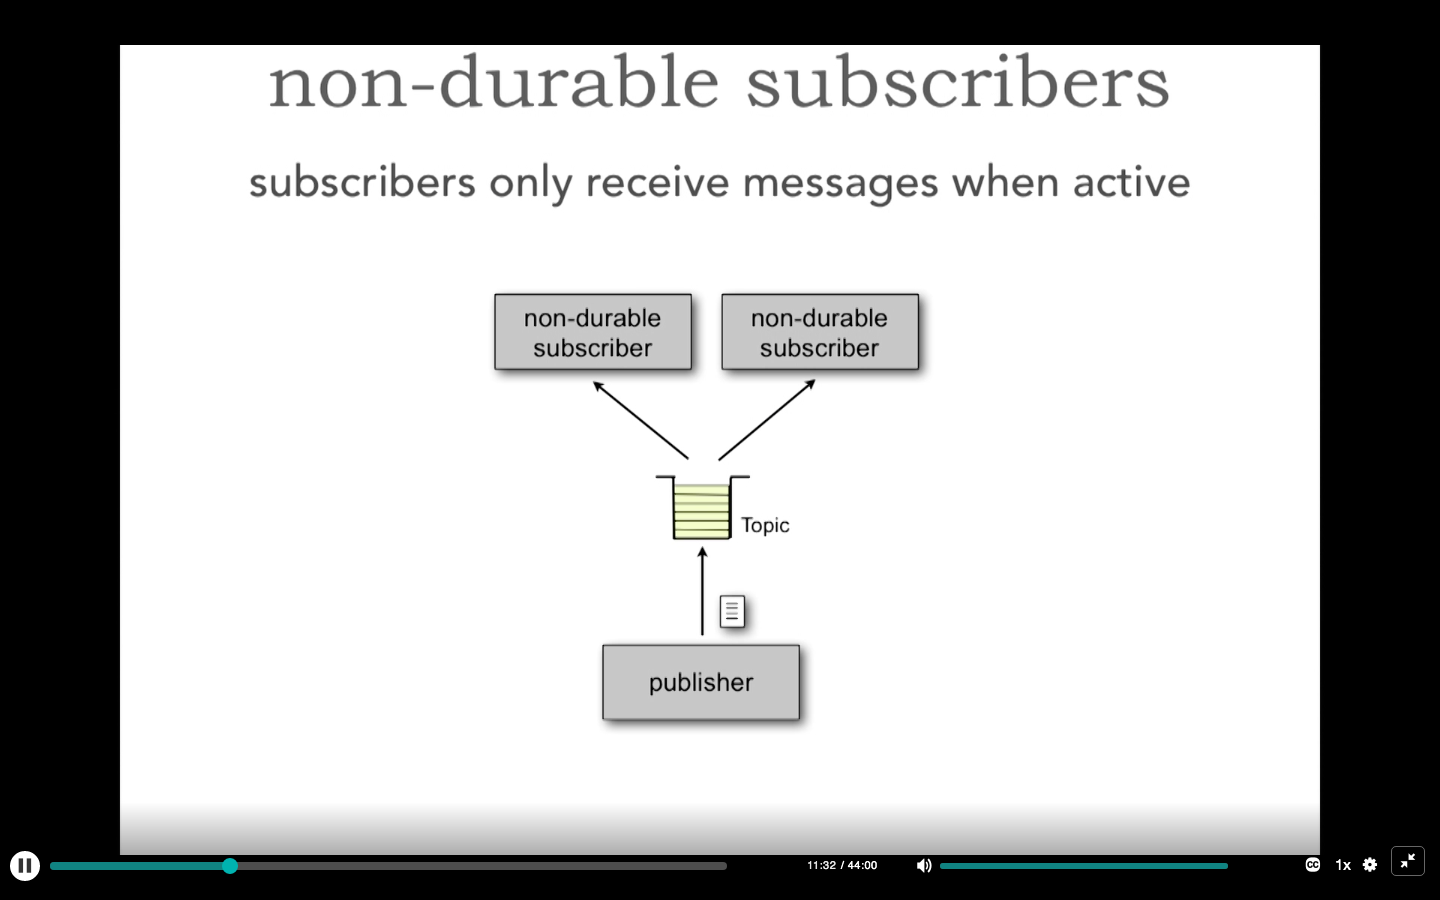 non-durable subscribers
subscribers only receive messages when active
non-durable
subscriber
non-durable
subscriber
Topic
publisher
11:32 / 44:00
CC
1x